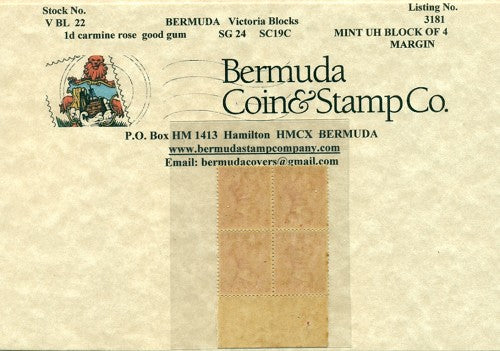 Stock No.
Listing No.
V BL 22
BERMUDA Victoria Blocks
3181
1d carmine rose good gum
SG 24 SC19C
MINT UH BLOCK OF 4
MARGIN
Bermuda
Coin&Stamp Co.
P.O. Box HM 1413 Hamilton HMCX BERMUDA
www.bermudastampcompany.com
Email: bermudacovers@gmail.com